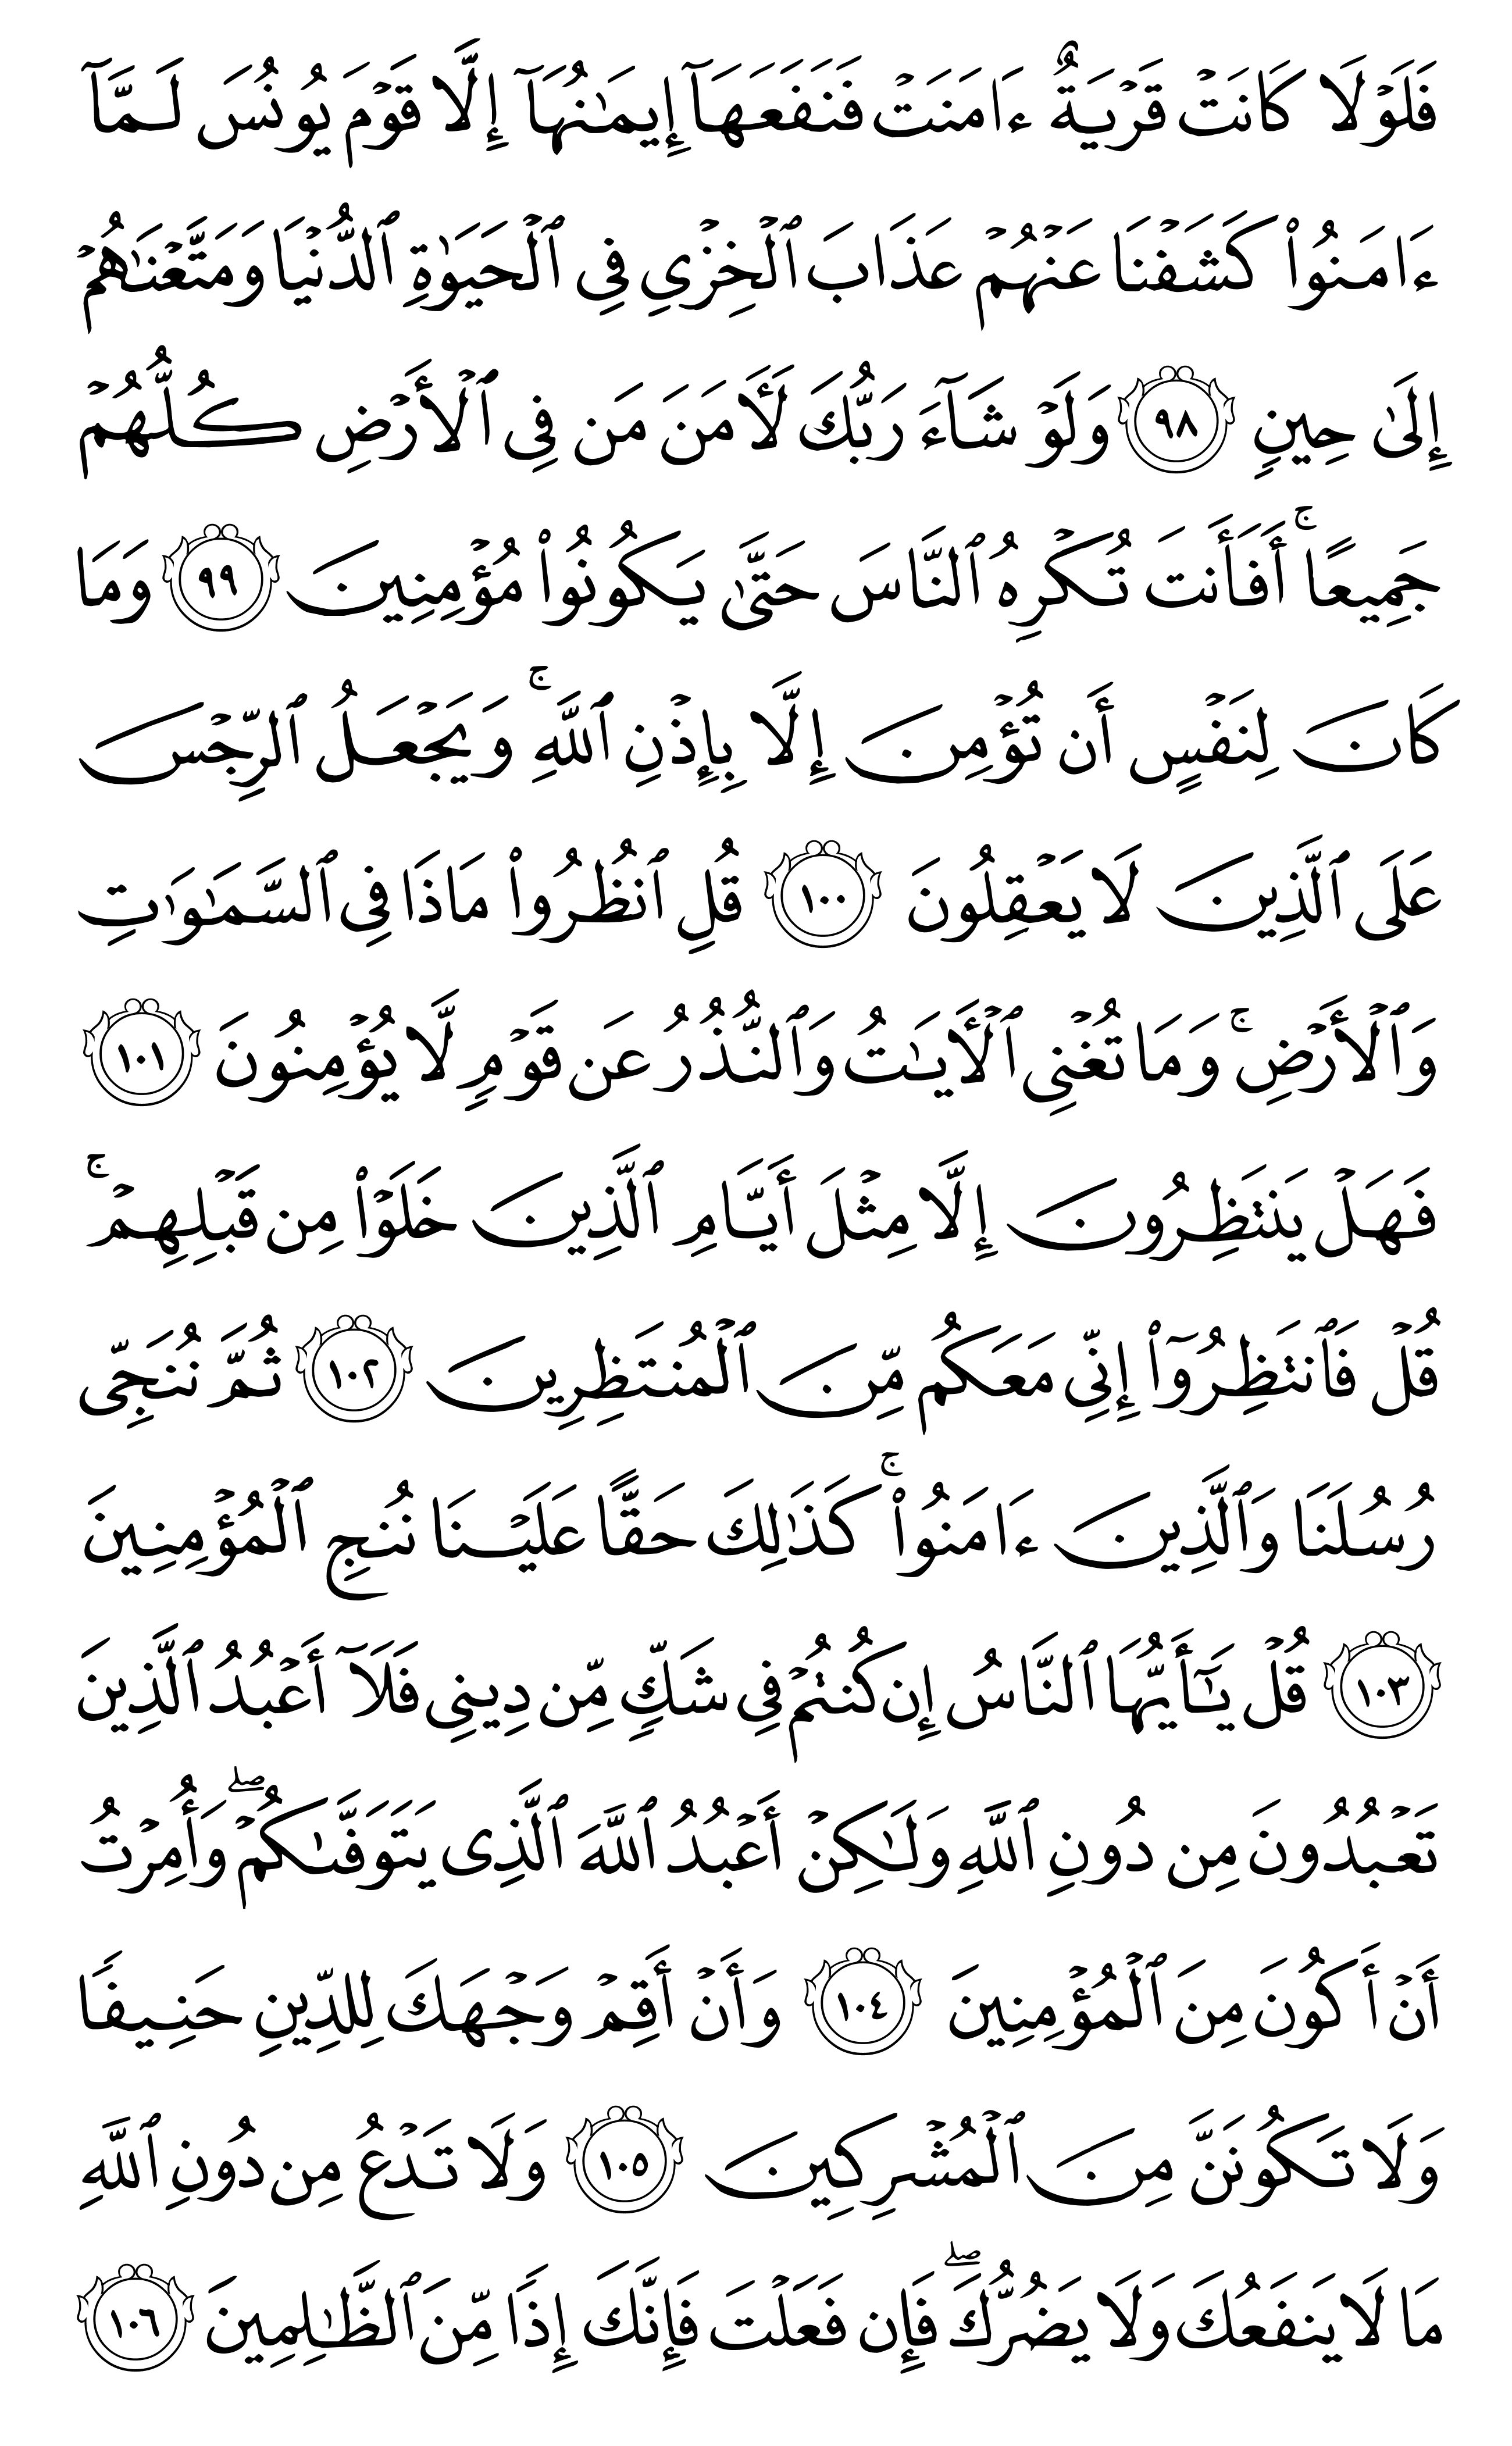 فَلَوۡلَا كَانَتۡ قَرۡيَةٌ ءَامَنَتۡ فَنَفَعَهَآ إِيمَٰنُهَآ إِلَّا قَوۡمَ يُونُسَ لَمَّآ
ءَامَنُواْ كَشَفۡنَا عَنۡهُمۡ عَذَابَ ٱلۡخِزۡيِ فِي ٱلۡحَيَوٰةِ ٱلدُّنۡيَا وَمَتَّعۡنَٰهُمۡ
إِلَىٰ حِينٖ ٩٨ وَلَوۡ شَآءَ رَبُّكَ لَأٓمَنَ مَن فِي ٱلۡأَرۡضِ كُلُّهُمۡ
جَمِيعًاۚ أَفَأَنتَ تُكۡرِهُ ٱلنَّاسَ حَتَّىٰ يَكُونُواْ مُؤۡمِنِينَ ٩٩ وَمَا
كَانَ لِنَفۡسٍ أَن تُؤۡمِنَ إِلَّا بِإِذۡنِ ٱللَّهِۚ وَيَجۡعَلُ ٱلرِّجۡسَ
عَلَى ٱلَّذِينَ لَا يَعۡقِلُونَ ١٠٠ قُلِ ٱنظُرُواْ مَاذَا فِي ٱلسَّمَٰوَٰتِ
وَٱلۡأَرۡضِۚ وَمَا تُغۡنِي ٱلۡأٓيَٰتُ وَٱلنُّذُرُ عَن قَوۡمٖ لَّا يُؤۡمِنُونَ ١٠١
فَهَلۡ يَنتَظِرُونَ إِلَّا مِثۡلَ أَيَّامِ ٱلَّذِينَ خَلَوۡاْ مِن قَبۡلِهِمۡۚ
قُلۡ فَٱنتَظِرُوٓاْ إِنِّي مَعَكُم مِّنَ ٱلۡمُنتَظِرِينَ ١٠٢ ثُمَّ نُنَجِّي
رُسُلَنَا وَٱلَّذِينَ ءَامَنُواْۚ كَذَٰلِكَ حَقًّا عَلَيۡنَا نُنجِ ٱلۡمُؤۡمِنِينَ
١٠٣ قُلۡ يَٰٓأَيُّهَا ٱلنَّاسُ إِن كُنتُمۡ فِي شَكّٖ مِّن دِينِي فَلَآ أَعۡبُدُ ٱلَّذِينَ
تَعۡبُدُونَ مِن دُونِ ٱللَّهِ وَلَٰكِنۡ أَعۡبُدُ ٱللَّهَ ٱلَّذِي يَتَوَفَّىٰكُمۡۖ وَأُمِرۡتُ
أَنۡ أَكُونَ مِنَ ٱلۡمُؤۡمِنِينَ ١٠٤ وَأَنۡ أَقِمۡ وَجۡهَكَ لِلدِّينِ حَنِيفٗا
وَلَا تَكُونَنَّ مِنَ ٱلۡمُشۡرِكِينَ ١٠٥ وَلَا تَدۡعُ مِن دُونِ ٱللَّهِ
مَا لَا يَنفَعُكَ وَلَا يَضُرُّكَۖ فَإِن فَعَلۡتَ فَإِنَّكَ إِذٗا مِّنَ ٱلظَّٰلِمِينَ ١٠٦